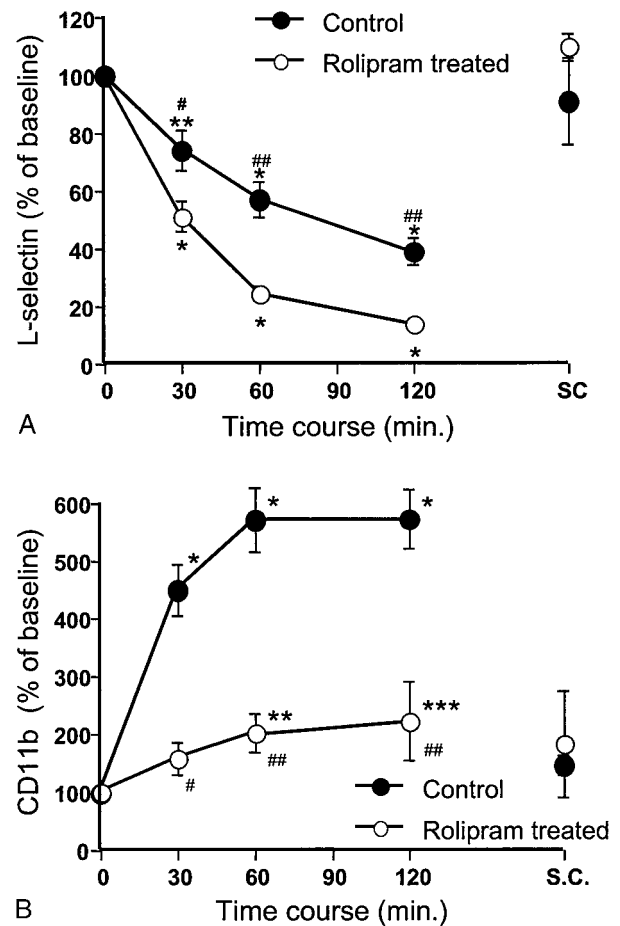 120
100
80
60
40
20
0
L-selectin (% of baseline)
Control
Rolipram treated
#
**
*
##
*
*
##
*
*
0 30 60 90 120 SC
Time course (min.)
A
600
500
400
300
200
100
0
CD11b (% of baseline)
*
*
*
#
**
##
***
##
Control
Rolipram treated
0 30 60 90 120 S.C.
Time course (min.)
B